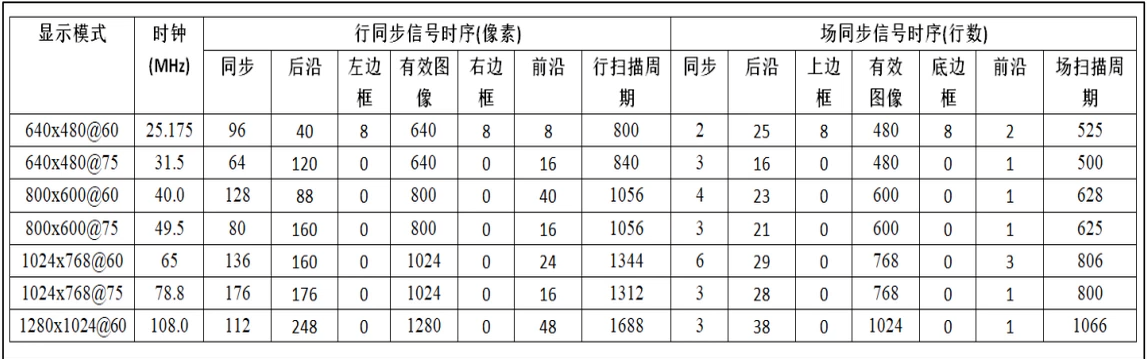 显示模式 时钟(MHz) 行同步信号时序(像素) 场同步信号时序(行数)
同步 后沿 左边框 有效图像 右边框 前沿 行扫描周期 同步 后沿 上边框 有效图像 底边框 前沿 场扫描周期
640x480@60 25.175 96 40 8 640 8 8 800 2 25 8 480 8 2 525
640x480@75 31.5 64 120 0 640 0 16 840 3 16 0 480 0 1 500
800x600@60 40.0 128 88 0 800 0 40 1056 4 23 0 600 0 1 628
800x600@75 49.5 80 160 0 800 0 16 1056 3 21 0 600 0 1 625
1024x768@60 65 136 160 0 1024 0 24 1344 6 29 0 768 0 3 806
1024x768@75 78.8 176 176 0 1024 0 16 1312 3 28 0 768 0 1 800
1280x1024@60 108.0 112 248 0 1280 0 48 1688 3 38 0 1024 0 1 1066